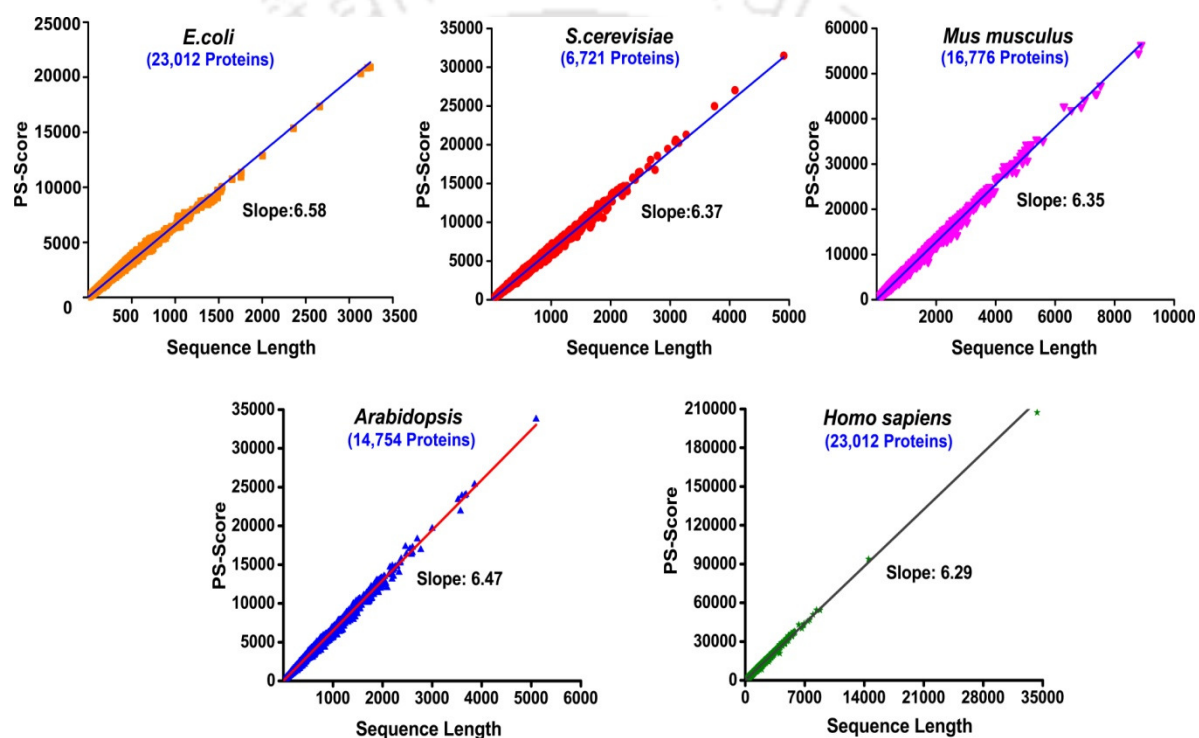 E.coli
(23,012 Proteins)
PS-Score
25000
20000
15000
10000
5000
0
Slope:6.58
500 1000 1500 2000 2500 3000 3500
Sequence Length
S.cerevisiae
(6,721 Proteins)
PS-Score
35000
30000
25000
20000
15000
10000
5000
0
Slope:6.37
1000 2000 3000 4000 5000
Sequence Length
Mus musculus
(16,776 Proteins)
PS-Score
60000
50000
40000
30000
20000
10000
0
Slope: 6.35
2000 4000 6000 8000 10000
Sequence Length
Arabidopsis
(14,754 Proteins)
PS-Score
35000
30000
25000
20000
15000
10000
5000
0
Slope: 6.47
1000 2000 3000 4000 5000 6000
Sequence Length
Homo sapiens
(23,012 Proteins)
PS-Score
210000
180000
150000
120000
90000
60000
30000
0
Slope: 6.29
0 7000 14000 21000 28000 35000
Sequence Length